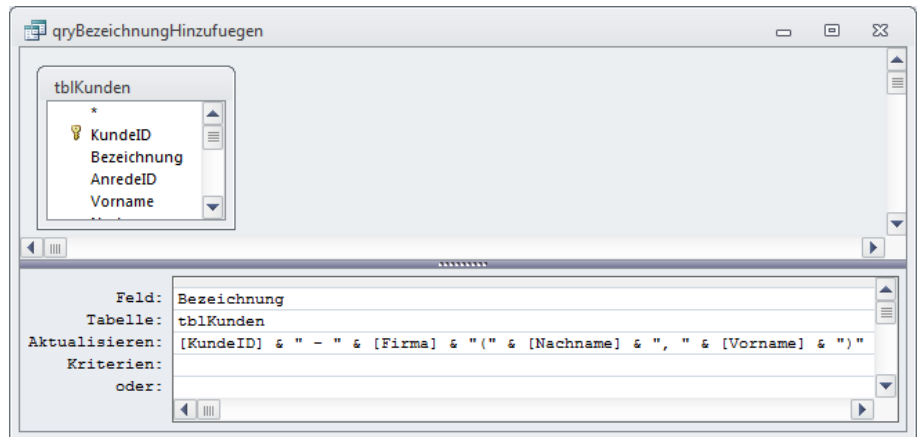 qryBezeichnungHinzufuegen
tblKunden
*
KundeID
Bezeichnung
AnredeID
Vorname
Feld: Bezeichnung
Tabelle: tblKunden
Aktualisieren: [KundeID] & " - " & [Firma] & "(" & [Nachname] & ", " & [Vorname] & ")"
Kriterien:
oder: